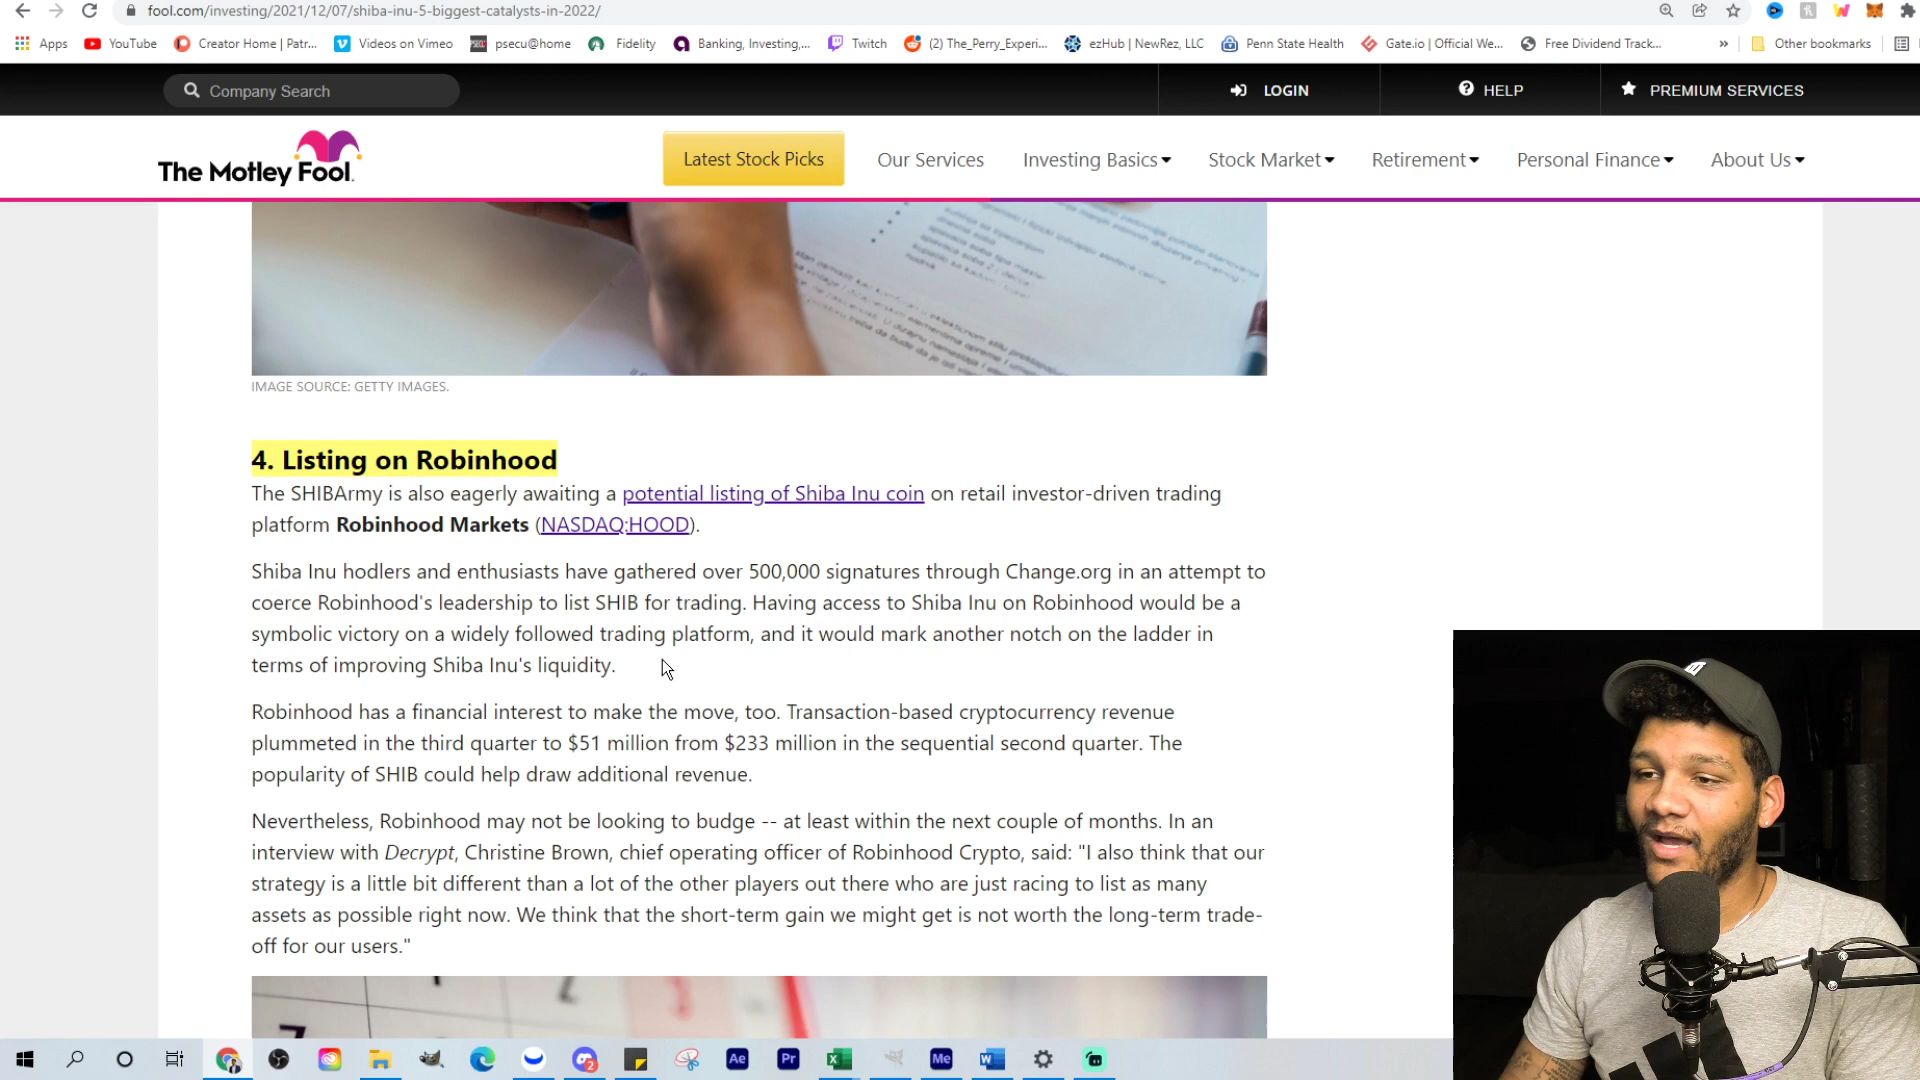 fool.com/investing/2021/12/07/shiba-inu-5-biggest-catalysts-in-2022/
Apps YouTube Creator Home | Patr... Videos on Vimeo psecu@home Fidelity Banking, Investing,... Twitch (2) The_Perry_Experi... ezHub | NewRez, LLC Penn State Health Gate.io | Official We... Free Dividend Track... » Other bookmarks
Company Search LOGIN HELP PREMIUM SERVICES
The Motley Fool. Latest Stock Picks Our Services Investing Basics Stock Market Retirement Personal Finance About Us
IMAGE SOURCE: GETTY IMAGES.
4. Listing on Robinhood
The SHIBArmy is also eagerly awaiting a potential listing of Shiba Inu coin on retail investor-driven trading
platform Robinhood Markets (NASDAQ:HOOD).
Shiba Inu hodlers and enthusiasts have gathered over 500,000 signatures through Change.org in an attempt to
coerce Robinhood's leadership to list SHIB for trading. Having access to Shiba Inu on Robinhood would be a
symbolic victory on a widely followed trading platform, and it would mark another notch on the ladder in
terms of improving Shiba Inu's liquidity.
Robinhood has a financial interest to make the move, too. Transaction-based cryptocurrency revenue
plummeted in the third quarter to $51 million from $233 million in the sequential second quarter. The
popularity of SHIB could help draw additional revenue.
Nevertheless, Robinhood may not be looking to budge -- at least within the next couple of months. In an
interview with Decrypt, Christine Brown, chief operating officer of Robinhood Crypto, said: "I also think that our
strategy is a little bit different than a lot of the other players out there who are just racing to list as many
assets as possible right now. We think that the short-term gain we might get is not worth the long-term trade-
off for our users."